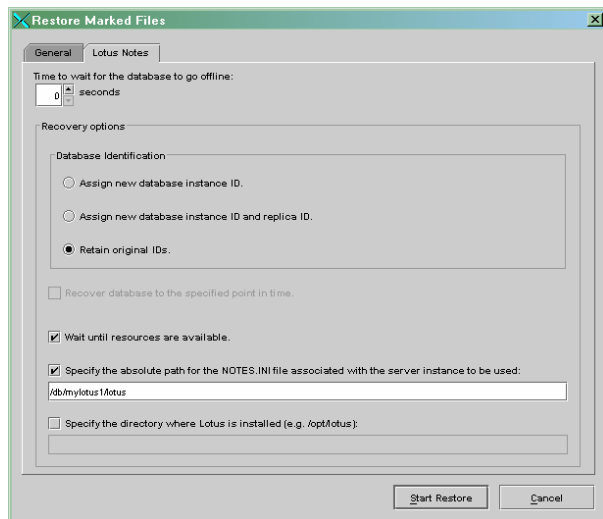 Restore Marked Files
General
Lotus Notes
Time to wait for the database to go offline:
0 seconds
Recovery options
Database Identification
Assign new database instance ID.
Assign new database instance ID and replica ID.
Retain original IDs.
Recover database to the specified point in time.
Wait until resources are available.
Specify the absolute path for the NOTES.INI file associated with the server instance to be used:
/db/mylotus1/lotus
Specify the directory where Lotus is installed (e.g. /opt/lotus):
Start Restore
Cancel